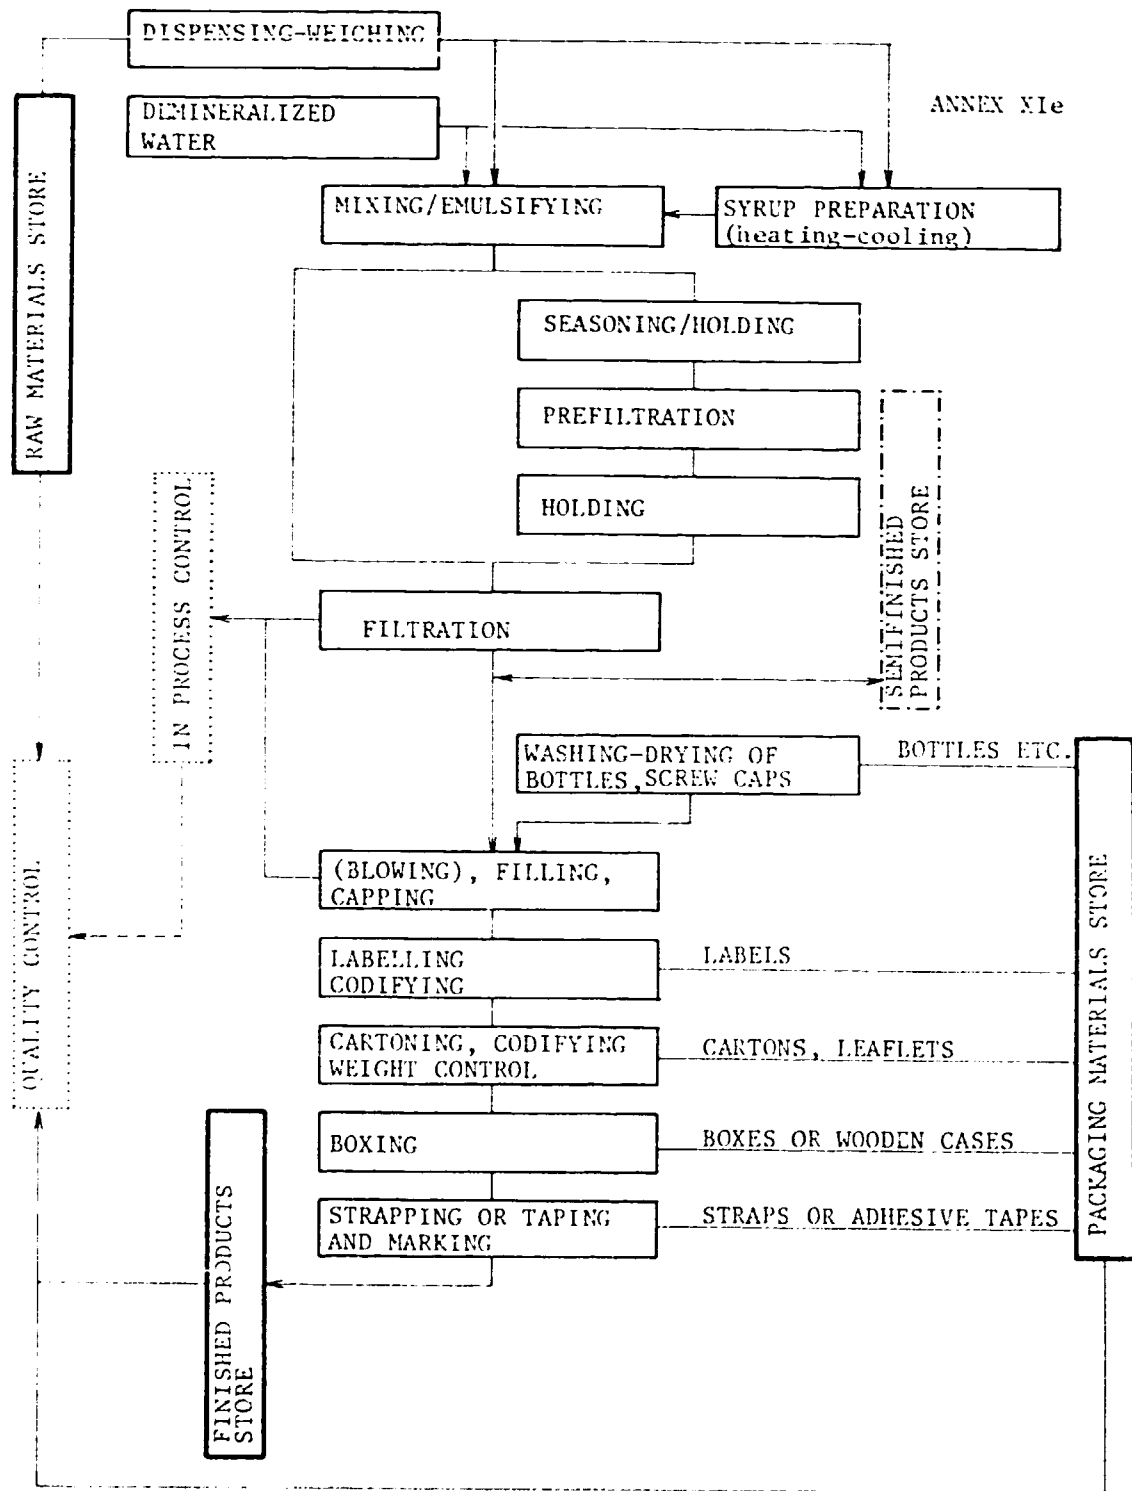 DISPENSING-WEICHING
DEMINERALIZED
WATER
ANNEX XIe
MIXING/EMULSIFYING
SYRUP PREPARATION
(heating-cooling)
RAW MATERIALS STORE
SEASONING/HOLDING
PREFILTRATION
HOLDING
SEMIFINISHED
PRODUCTS STORE
IN PROCESS CONTROL
FILTRATION
WASHING-DRYING OF
BOTTLES, SCREW CAPS
BOTTLES ETC.
(BLOWING), FILLING,
CAPPING
QUALITY CONTROL
LABELLING
CODIFYING
LABELS
CARTONING, CODIFYING
WEIGHT CONTROL
CARTONS, LEAFLETS
PACKAGING MATERIALS STORE
BOXING
BOXES OR WOODEN CASES
STRAPPING OR TAPING
AND MARKING
STRAPS OR ADHESIVE TAPES
FINISHED PRODUCTS
STORE